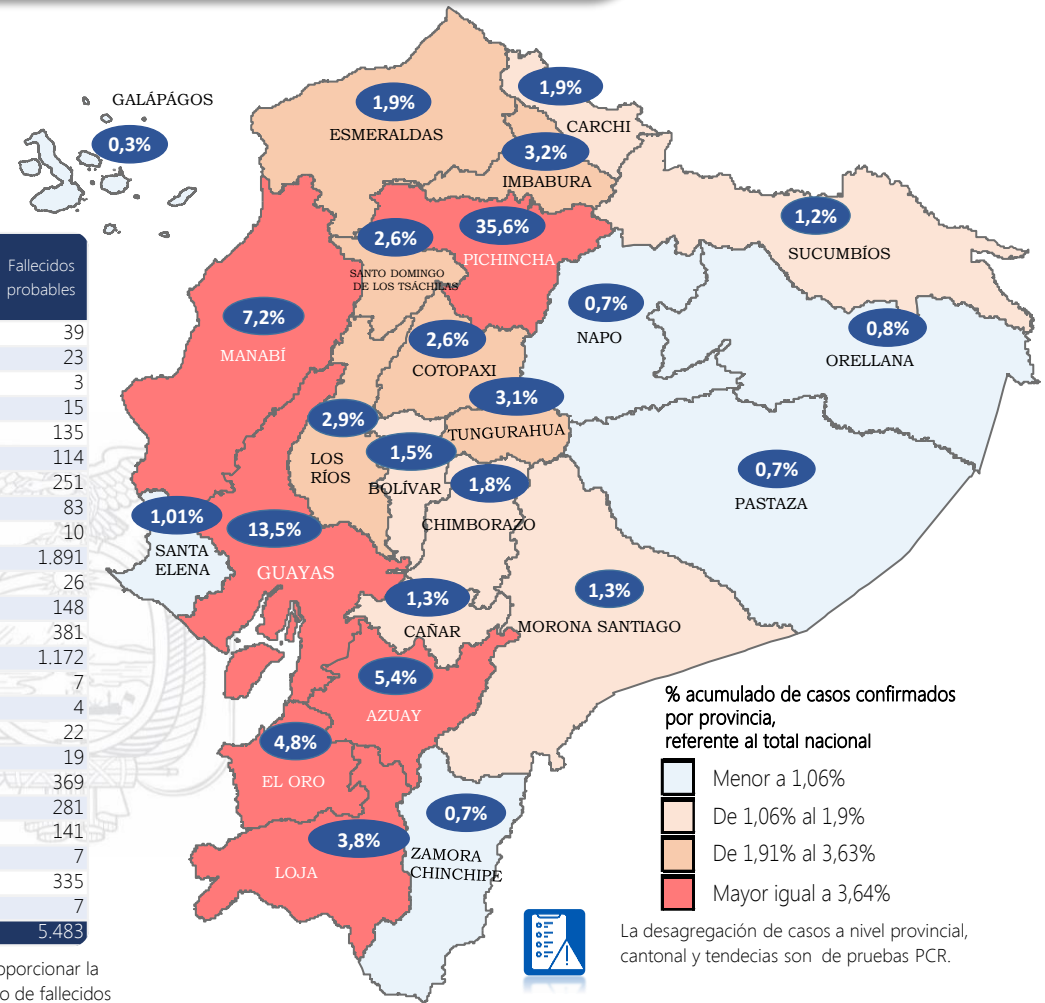 GALÁPÁGOS
0,3%
1,9%
ESMERALDAS
1,9%
CARCHI
3,2%
IMBABURA
1,2%
SUCUMBÍOS
35,6%
PICHINCHA
2,6%
SANTO DOMINGO
DE LOS TSÁCHILAS
7,2%
MANABÍ
0,7%
NAPO
0,8%
ORELLANA
2,6%
COTOPAXI
3,1%
TUNGURAHUA
2,9%
LOS
RÍOS
1,5%
BOLÍVAR
1,8%
CHIMBORAZO
0,7%
PASTAZA
1,01%
SANTA
ELENA
13,5%
GUAYAS
1,3%
CAÑAR
1,3%
MORONA SANTIAGO
5,4%
AZUAY
4,8%
EL ORO
3,8%
LOJA
0,7%
ZAMORA
CHINCHIPE
Fallecidos
probables
39
23
3
15
135
114
251
83
10
1.891
26
148
381
1.172
7
4
22
19
369
281
141
7
335
7
5.483
oporcionar la
o de fallecidos
% acumulado de casos confirmados
por provincia,
referente al total nacional
Menor a 1,06%
De 1,06% al 1,9%
De 1,91% al 3,63%
Mayor igual a 3,64%
La desagregación de casos a nivel provincial,
cantonal y tendecias son de pruebas PCR.